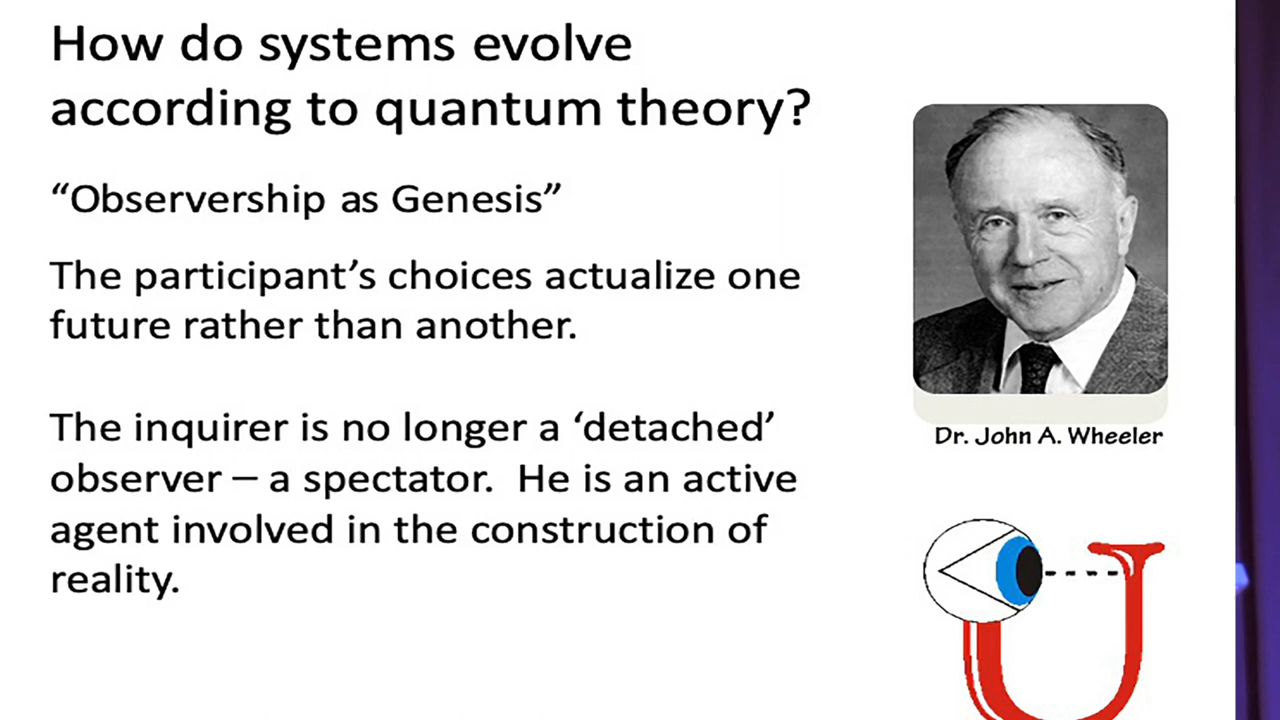 How do systems evolve
according to quantum theory?
“Observership as Genesis”
The participant’s choices actualize one
future rather than another.
The inquirer is no longer a ‘detached’
observer – a spectator.  He is an active
agent involved in the construction of
reality.
Dr. John A. Wheeler